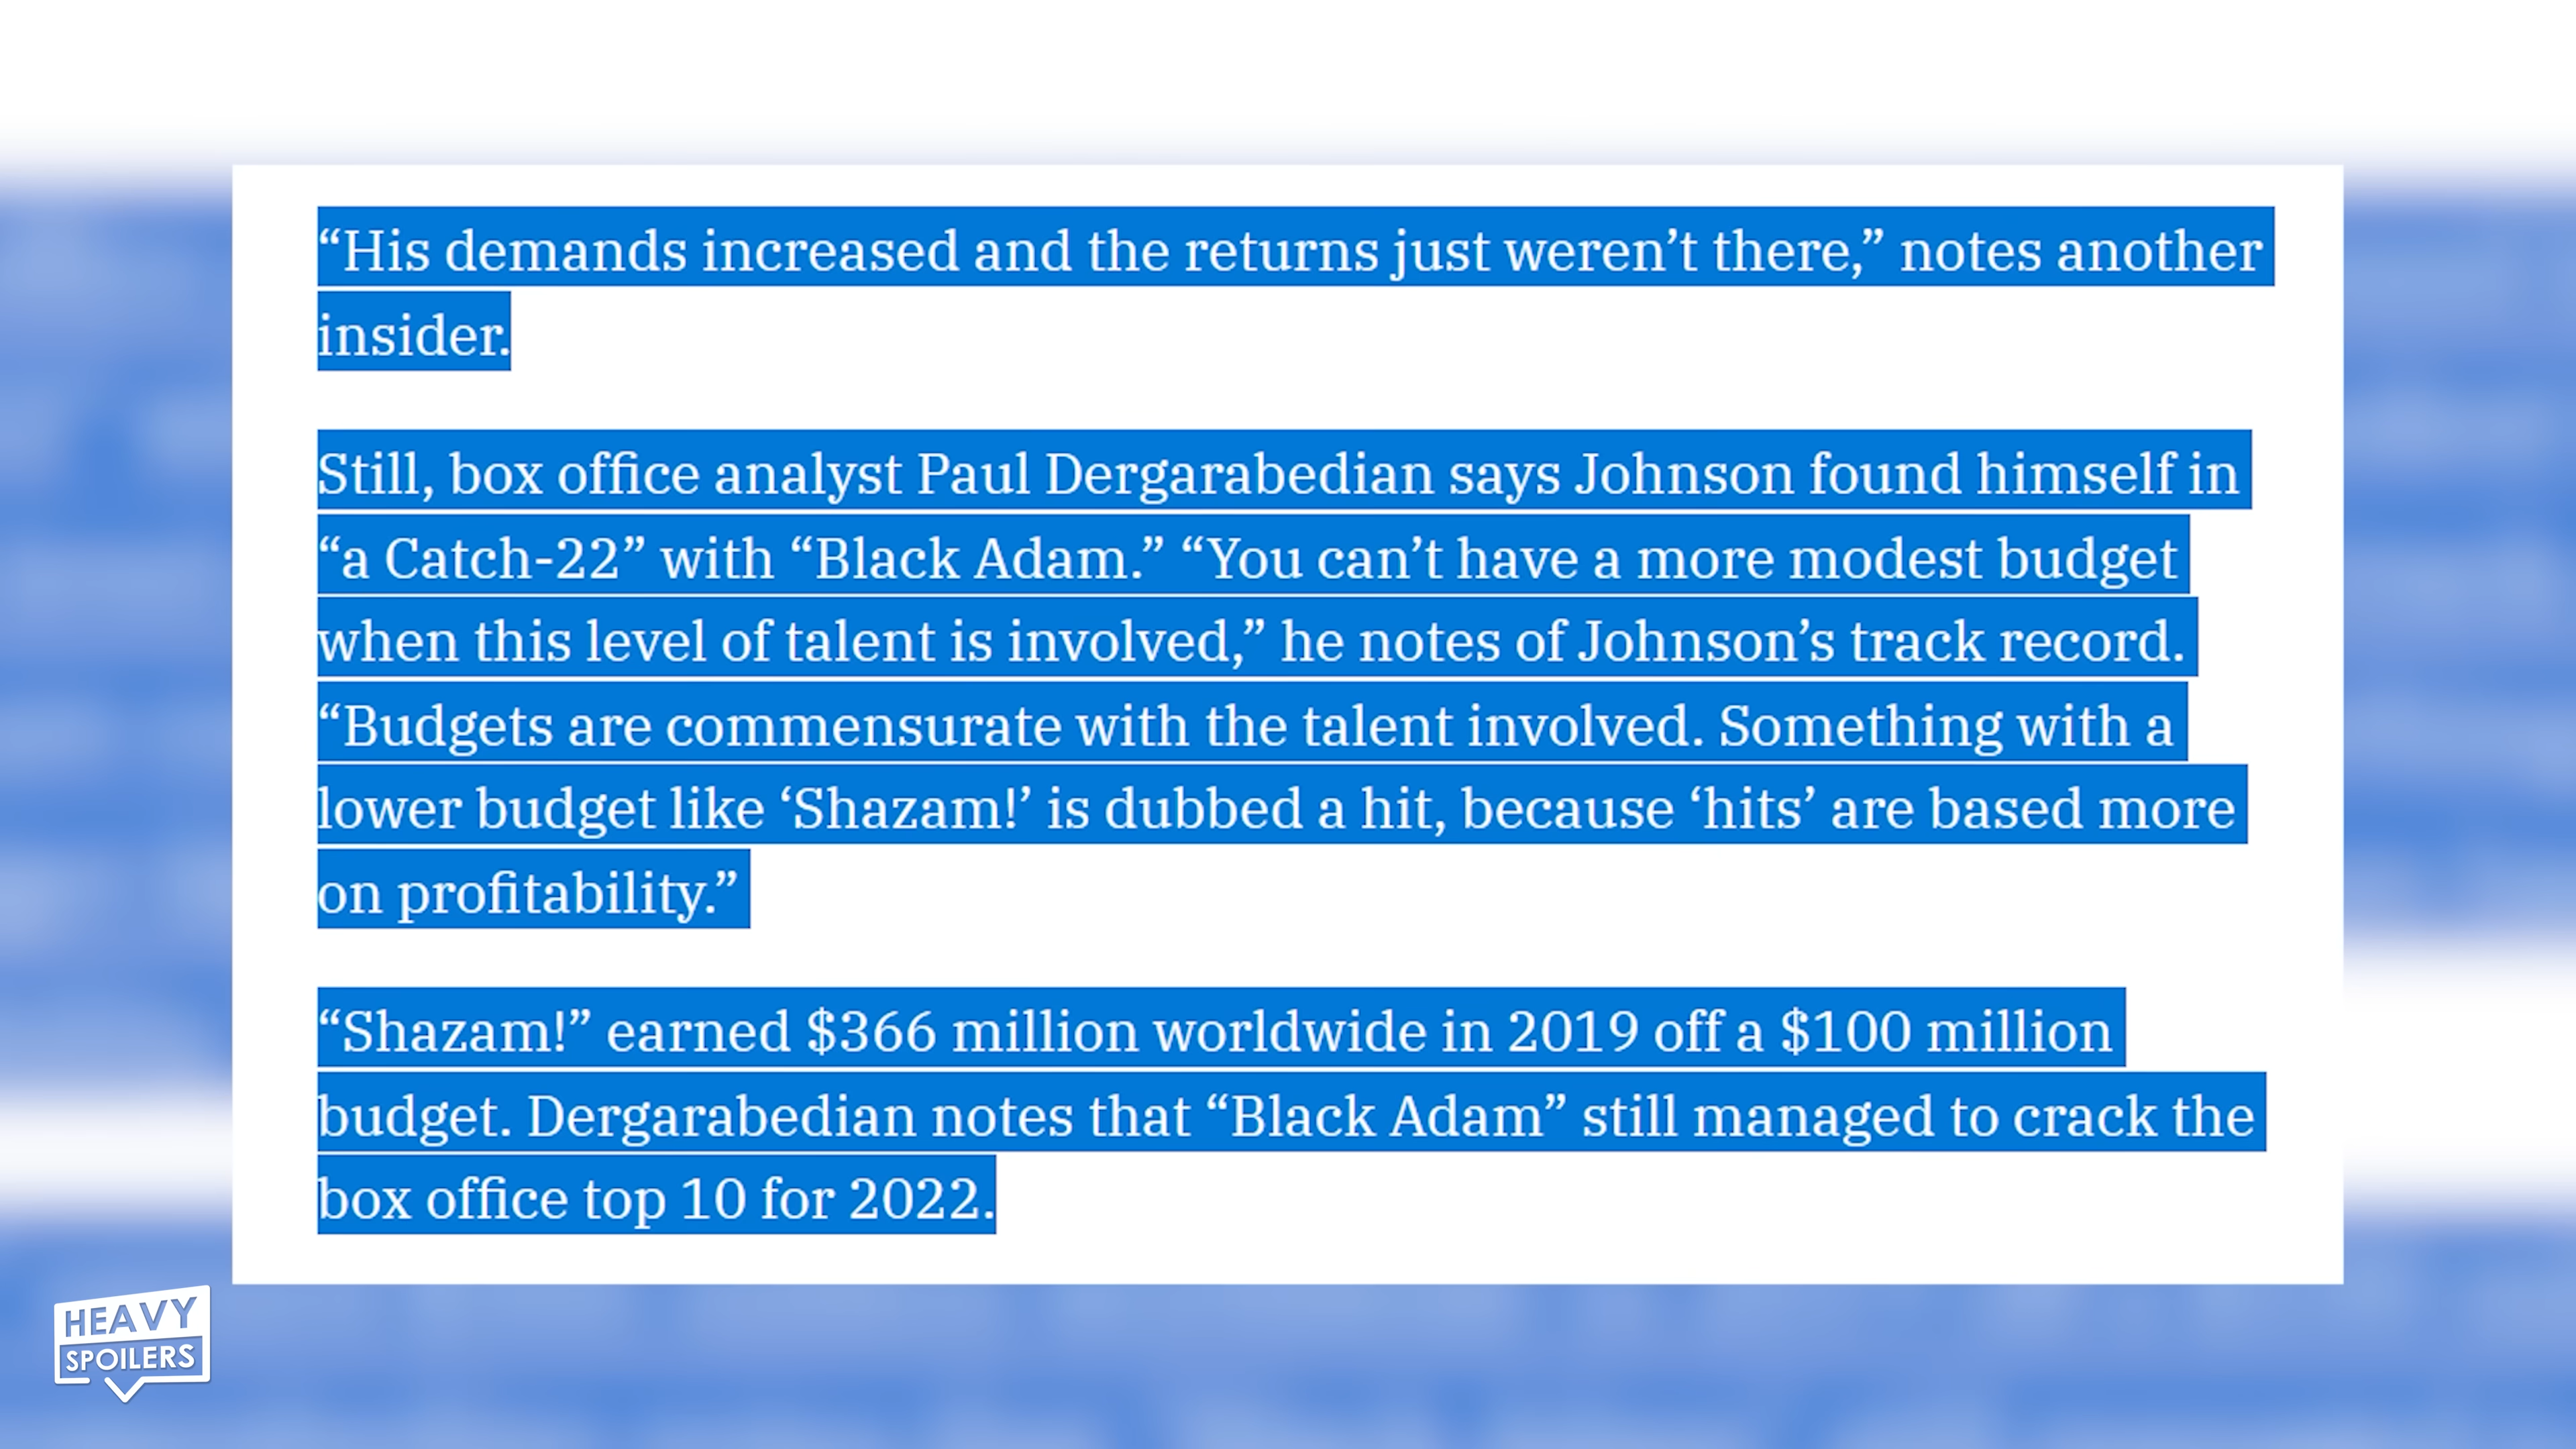 “His demands increased and the returns just weren’t there,” notes another
insider.
Still, box office analyst Paul Dergarabedian says Johnson found himself in
“a Catch-22” with “Black Adam.” “You can’t have a more modest budget
when this level of talent is involved,” he notes of Johnson’s track record.
“Budgets are commensurate with the talent involved. Something with a
lower budget like ‘Shazam!’ is dubbed a hit, because ‘hits’ are based more
on profitability.”
“Shazam!” earned $366 million worldwide in 2019 off a $100 million
budget. Dergarabedian notes that “Black Adam” still managed to crack the
box office top 10 for 2022.
HEAVY
SPOILERS